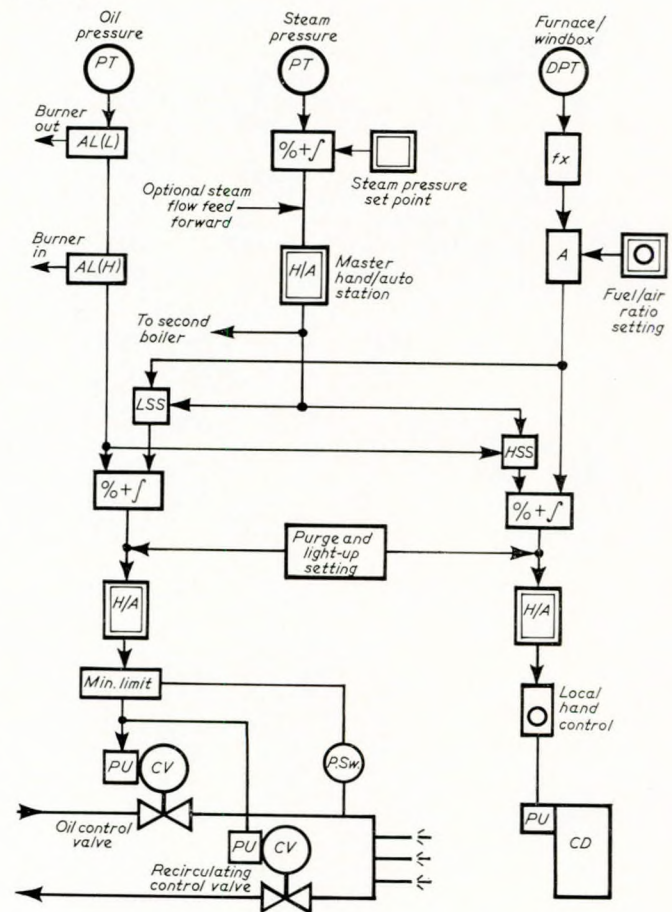 Oil
pressure
Steam
pressure
Furnace/
windbox
PT
PT
DPT
Burner
out
AL(L)
%+∫
Steam pressure
set point
fx
Optional steam
flow feed
forward
Burner
in
AL(H)
H/A
Master
hand/auto
station
A
Fuel/air
ratio
setting
To second
boiler
LSS
HSS
%+∫
%+∫
Purge and
light-up
setting
H/A
H/A
Min. limit
Local
hand
control
P.Sw.
PU
CV
Oil control
valve
PU
CV
PU
CD
Recirculating
control valve